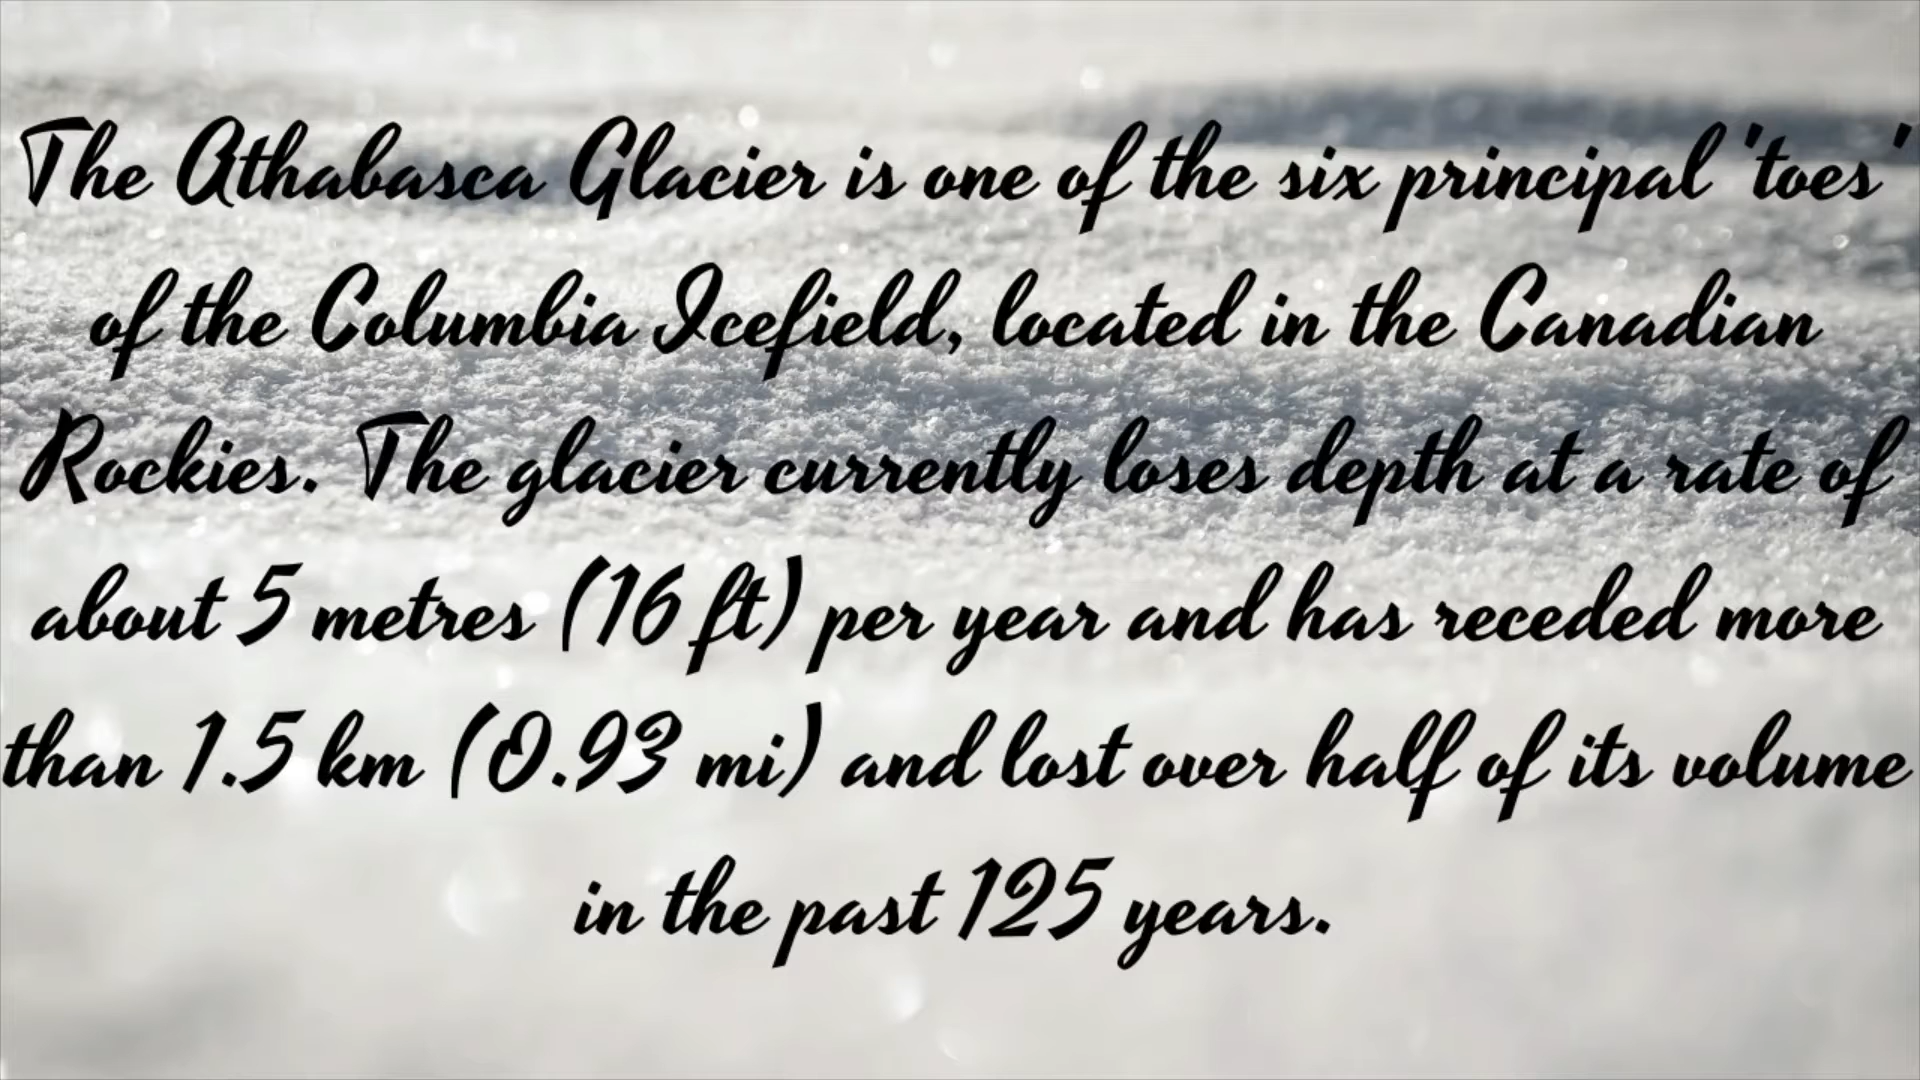 The Athabasca Glacier is one of the six principal 'toes'
of the Columbia Icefield, located in the Canadian
Rockies. The glacier currently loses depth at a rate of
about 5 metres (16 ft) per year and has receded more
than 1.5 km (0.93 mi) and lost over half of its volume
in the past 125 years.